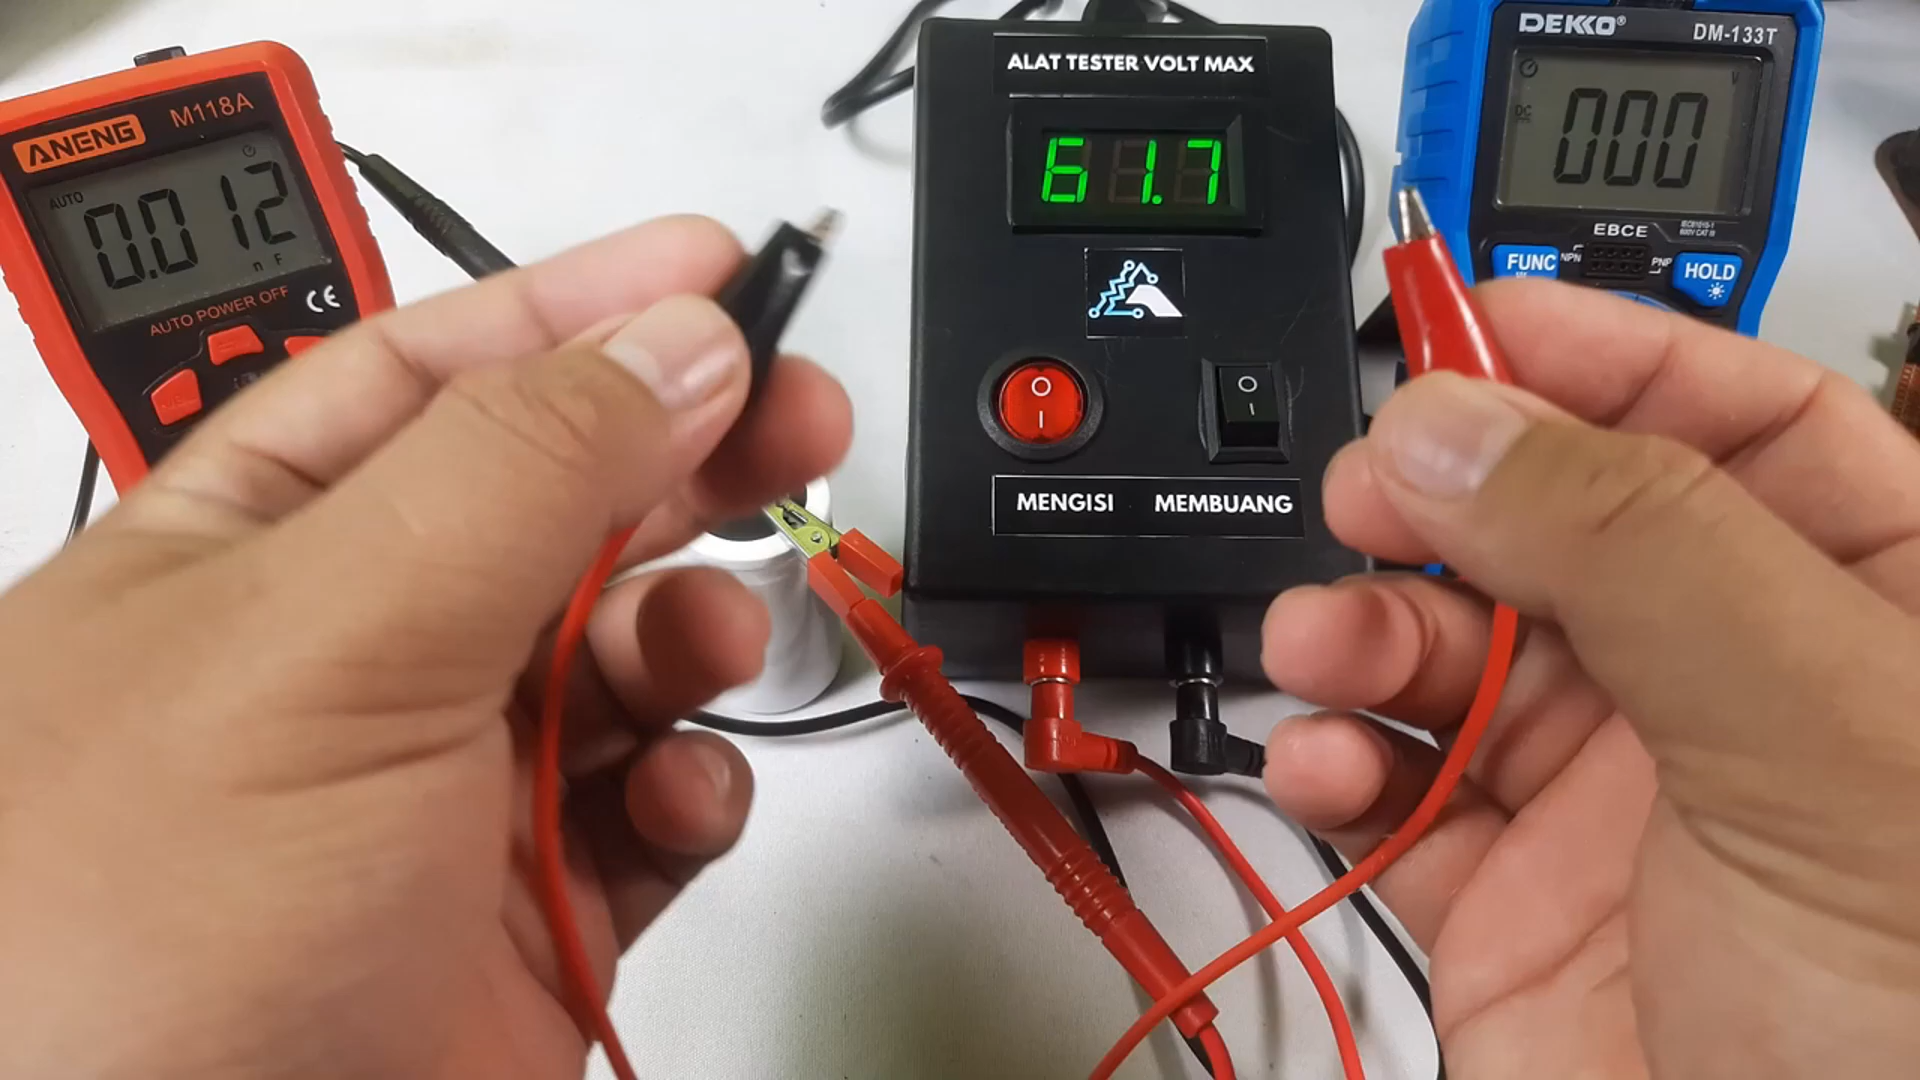 ANENG
M118A
AUTO
0.012
n F
AUTO POWER OFF
CE
ALAT TESTER VOLT MAX
61.7
O
I
O
I
MENGISI
MEMBUANG
DEKKO®
DM-133T
V
DC
000
EBCE
FUNC
NPN
PNP
HOLD